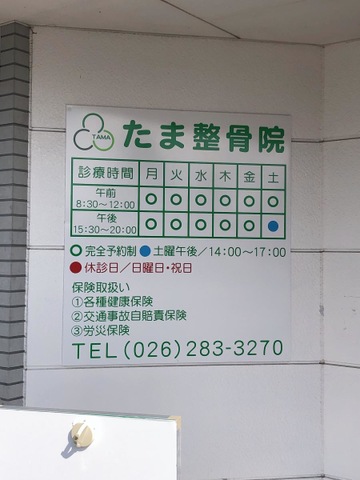 TAMA
たま整骨院
診療時間 月 火 水 木 金 土
午前 8:30〜12:00 ○ ○ ○ ○ ○ ○
午後 15:30〜20:00 ○ ○ ○ ○ ○ ●
○完全予約制 ●土曜午後／14:00〜17:00
●休診日／日曜日・祝日
保険取扱い
①各種健康保険
②交通事故自賠責保険
③労災保険
TEL(026)283-3270